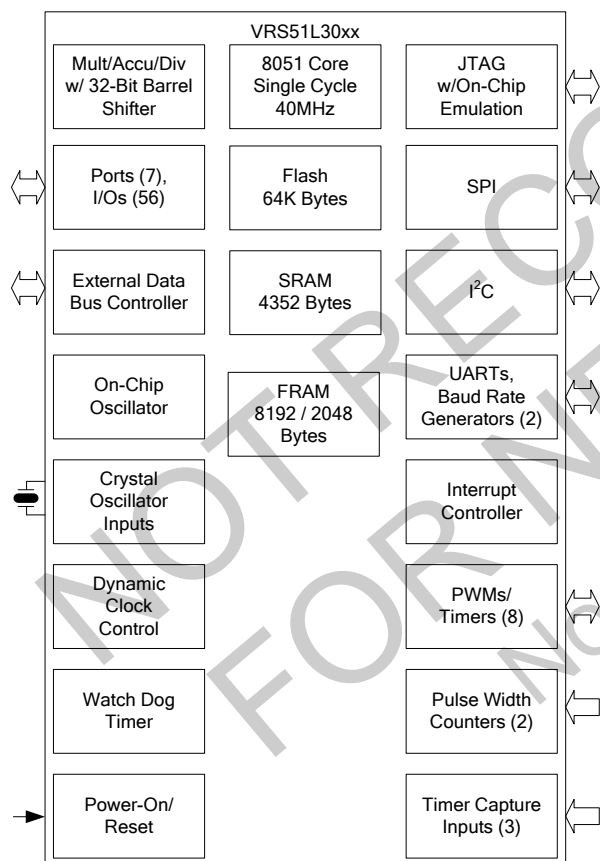 VRS51L30xx
Mult/Accu/Div
w/ 32-Bit Barrel
Shifter
8051 Core
Single Cycle
40MHz
JTAG
w/On-Chip
Emulation
Ports (7),
I/Os (56)
Flash
64K Bytes
SPI
External Data
Bus Controller
SRAM
4352 Bytes
I²C
On-Chip
Oscillator
FRAM
8192 / 2048
Bytes
UARTs,
Baud Rate
Generators (2)
Crystal
Oscillator
Inputs
Interrupt
Controller
Dynamic
Clock
Control
PWMs/
Timers (8)
Watch Dog
Timer
Pulse Width
Counters (2)
Power-On/
Reset
Timer Capture
Inputs (3)
NOT RECO
FOR NE
No